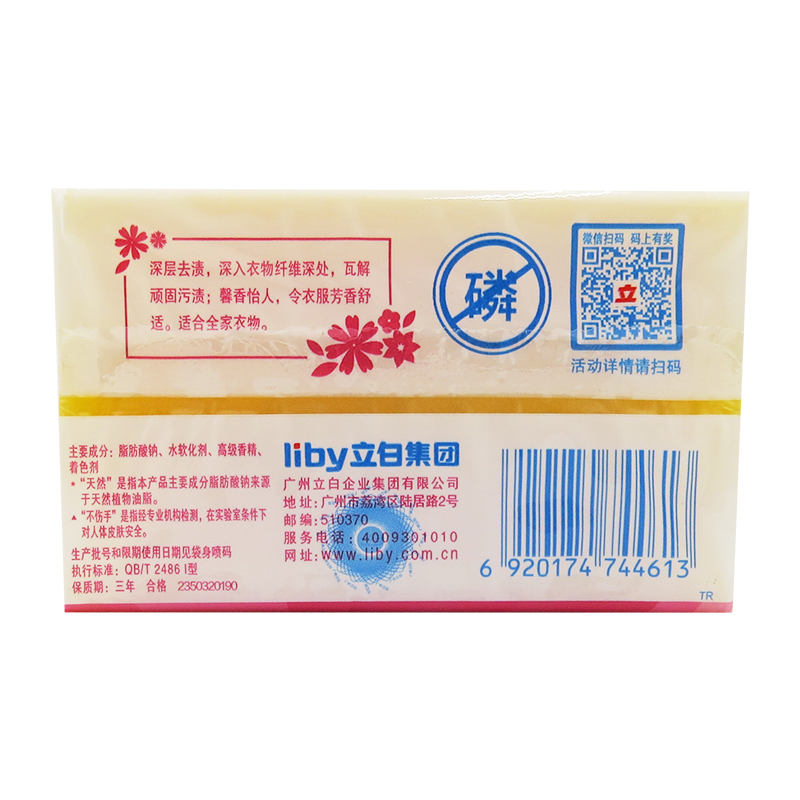 深层去渍，深入衣物纤维深处，瓦解
顽固污渍；馨香怡人，令衣服芳香舒
适。适合全家衣物。
磷
微信扫码 码上有奖
立
活动详情请扫码
主要成分：脂肪酸钠、水软化剂、高级香精、
着色剂
• “天然”是指本产品主要成分脂肪酸钠来源
于天然植物油脂。
▲ “不伤手”是指经专业机构检测，在实验室条件下
对人体皮肤安全。
生产批号和限期使用日期见袋身喷码
执行标准：QB/T 2486 I型
保质期：三年 合格 2350320190
liby立白集团
广州立白企业集团有限公司
地址：广州市荔湾区陆居路2号
邮编：510370
服务电话：4009301010
网址：www.liby.com.cn
6 920174 744613
TR